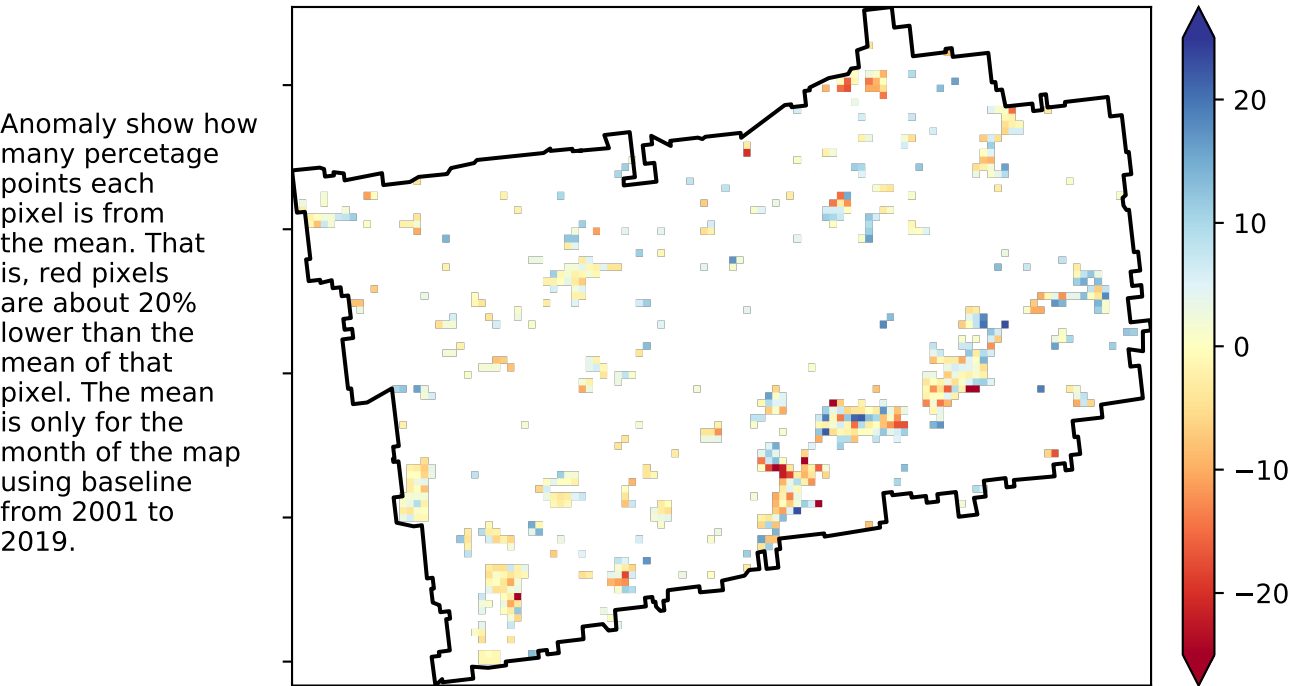 Anomaly show how
many percetage
points each
pixel is from
the mean. That
is, red pixels
are about 20%
lower than the
mean of that
pixel. The mean
is only for the
month of the map
using baseline
from 2001 to
2019.
20
10
0
−10
−20